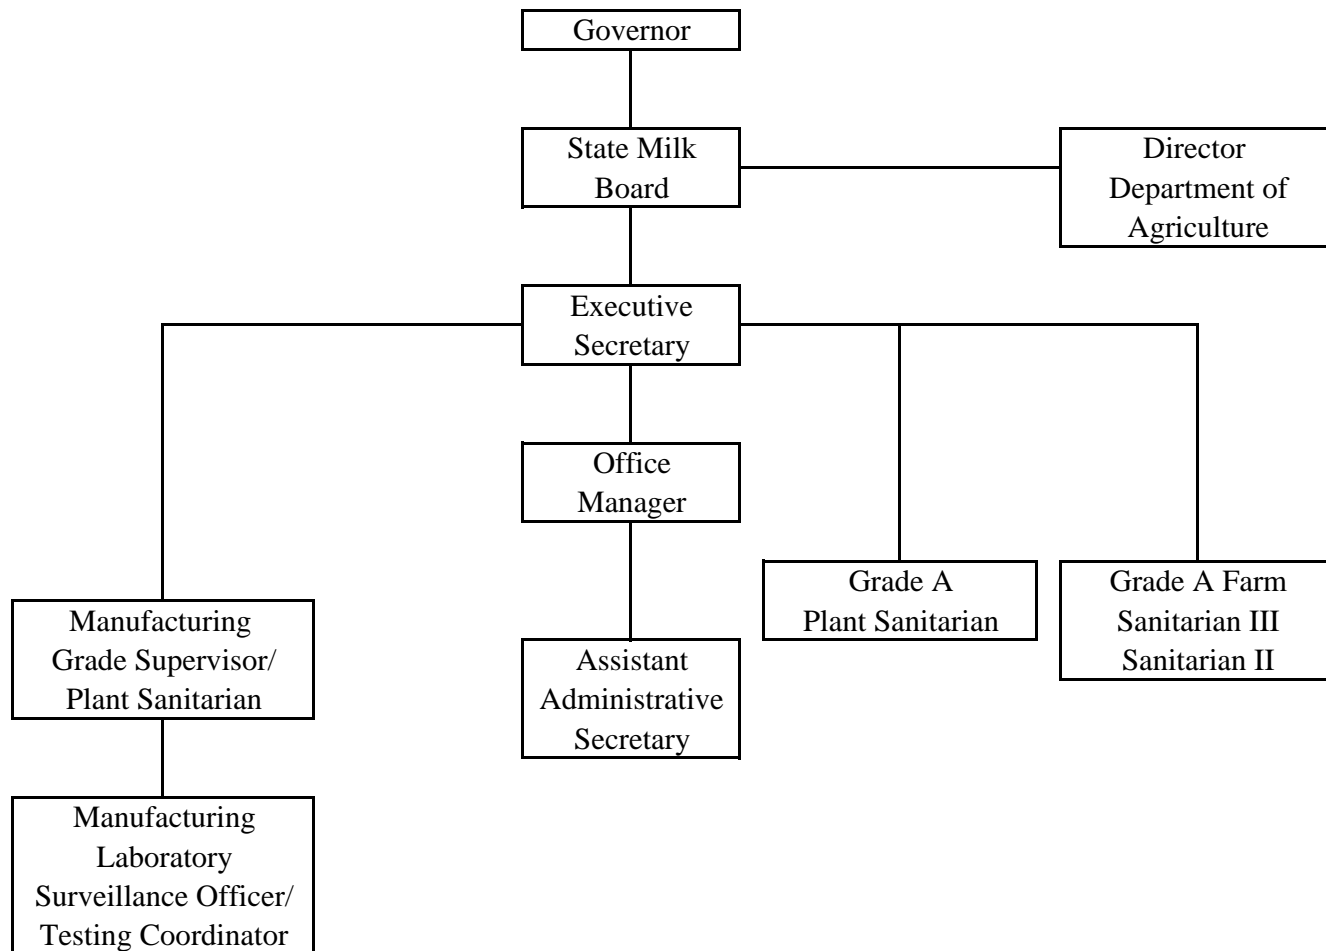 Governor
State Milk
Board
Director
Department of
Agriculture
Executive
Secretary
Office
Manager
Grade A
Plant Sanitarian
Grade A Farm
Sanitarian III
Sanitarian II
Manufacturing
Grade Supervisor/
Plant Sanitarian
Assistant
Administrative
Secretary
Manufacturing
Laboratory
Surveillance Officer/
Testing Coordinator